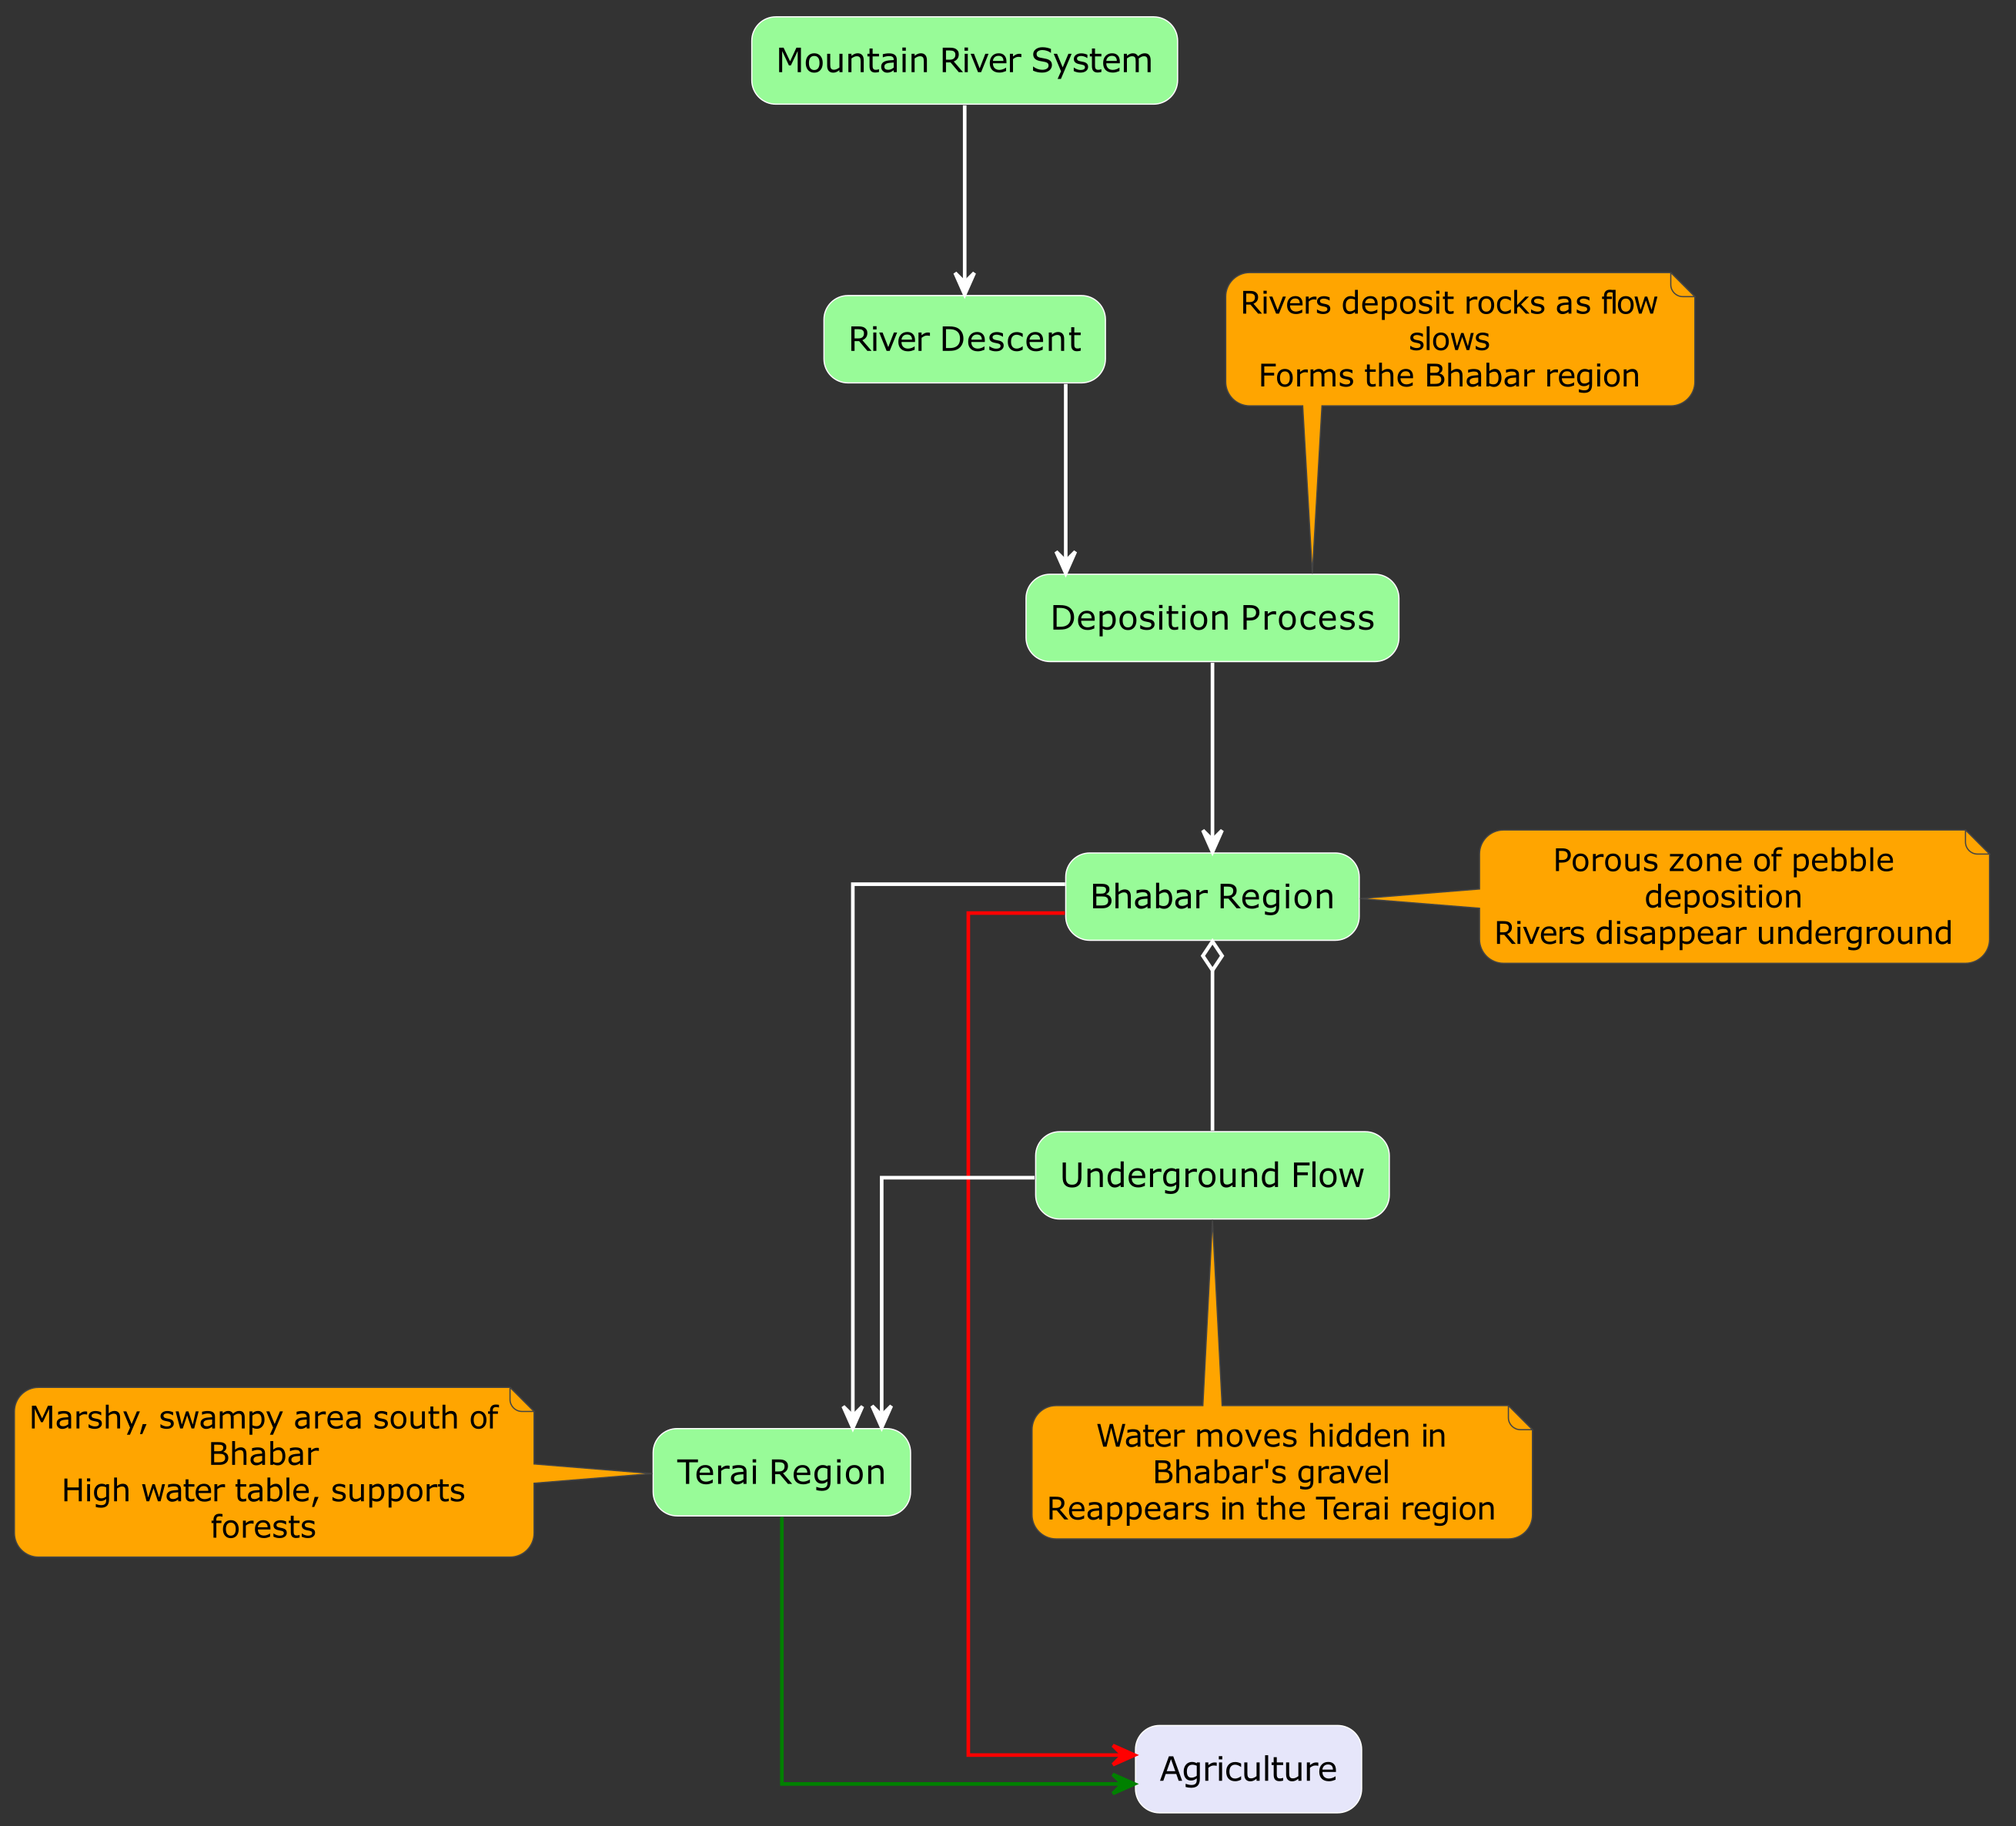 Mountain River System
River Descent
Rivers deposit rocks as flow
slows
Forms the Bhabar region
Deposition Process
Bhabar Region
Porous zone of pebble
deposition
Rivers disappear underground
Underground Flow
Marshy, swampy area south of
Bhabar
High water table, supports
forests
Terai Region
Water moves hidden in
Bhabar's gravel
Reappears in the Terai region
Agriculture